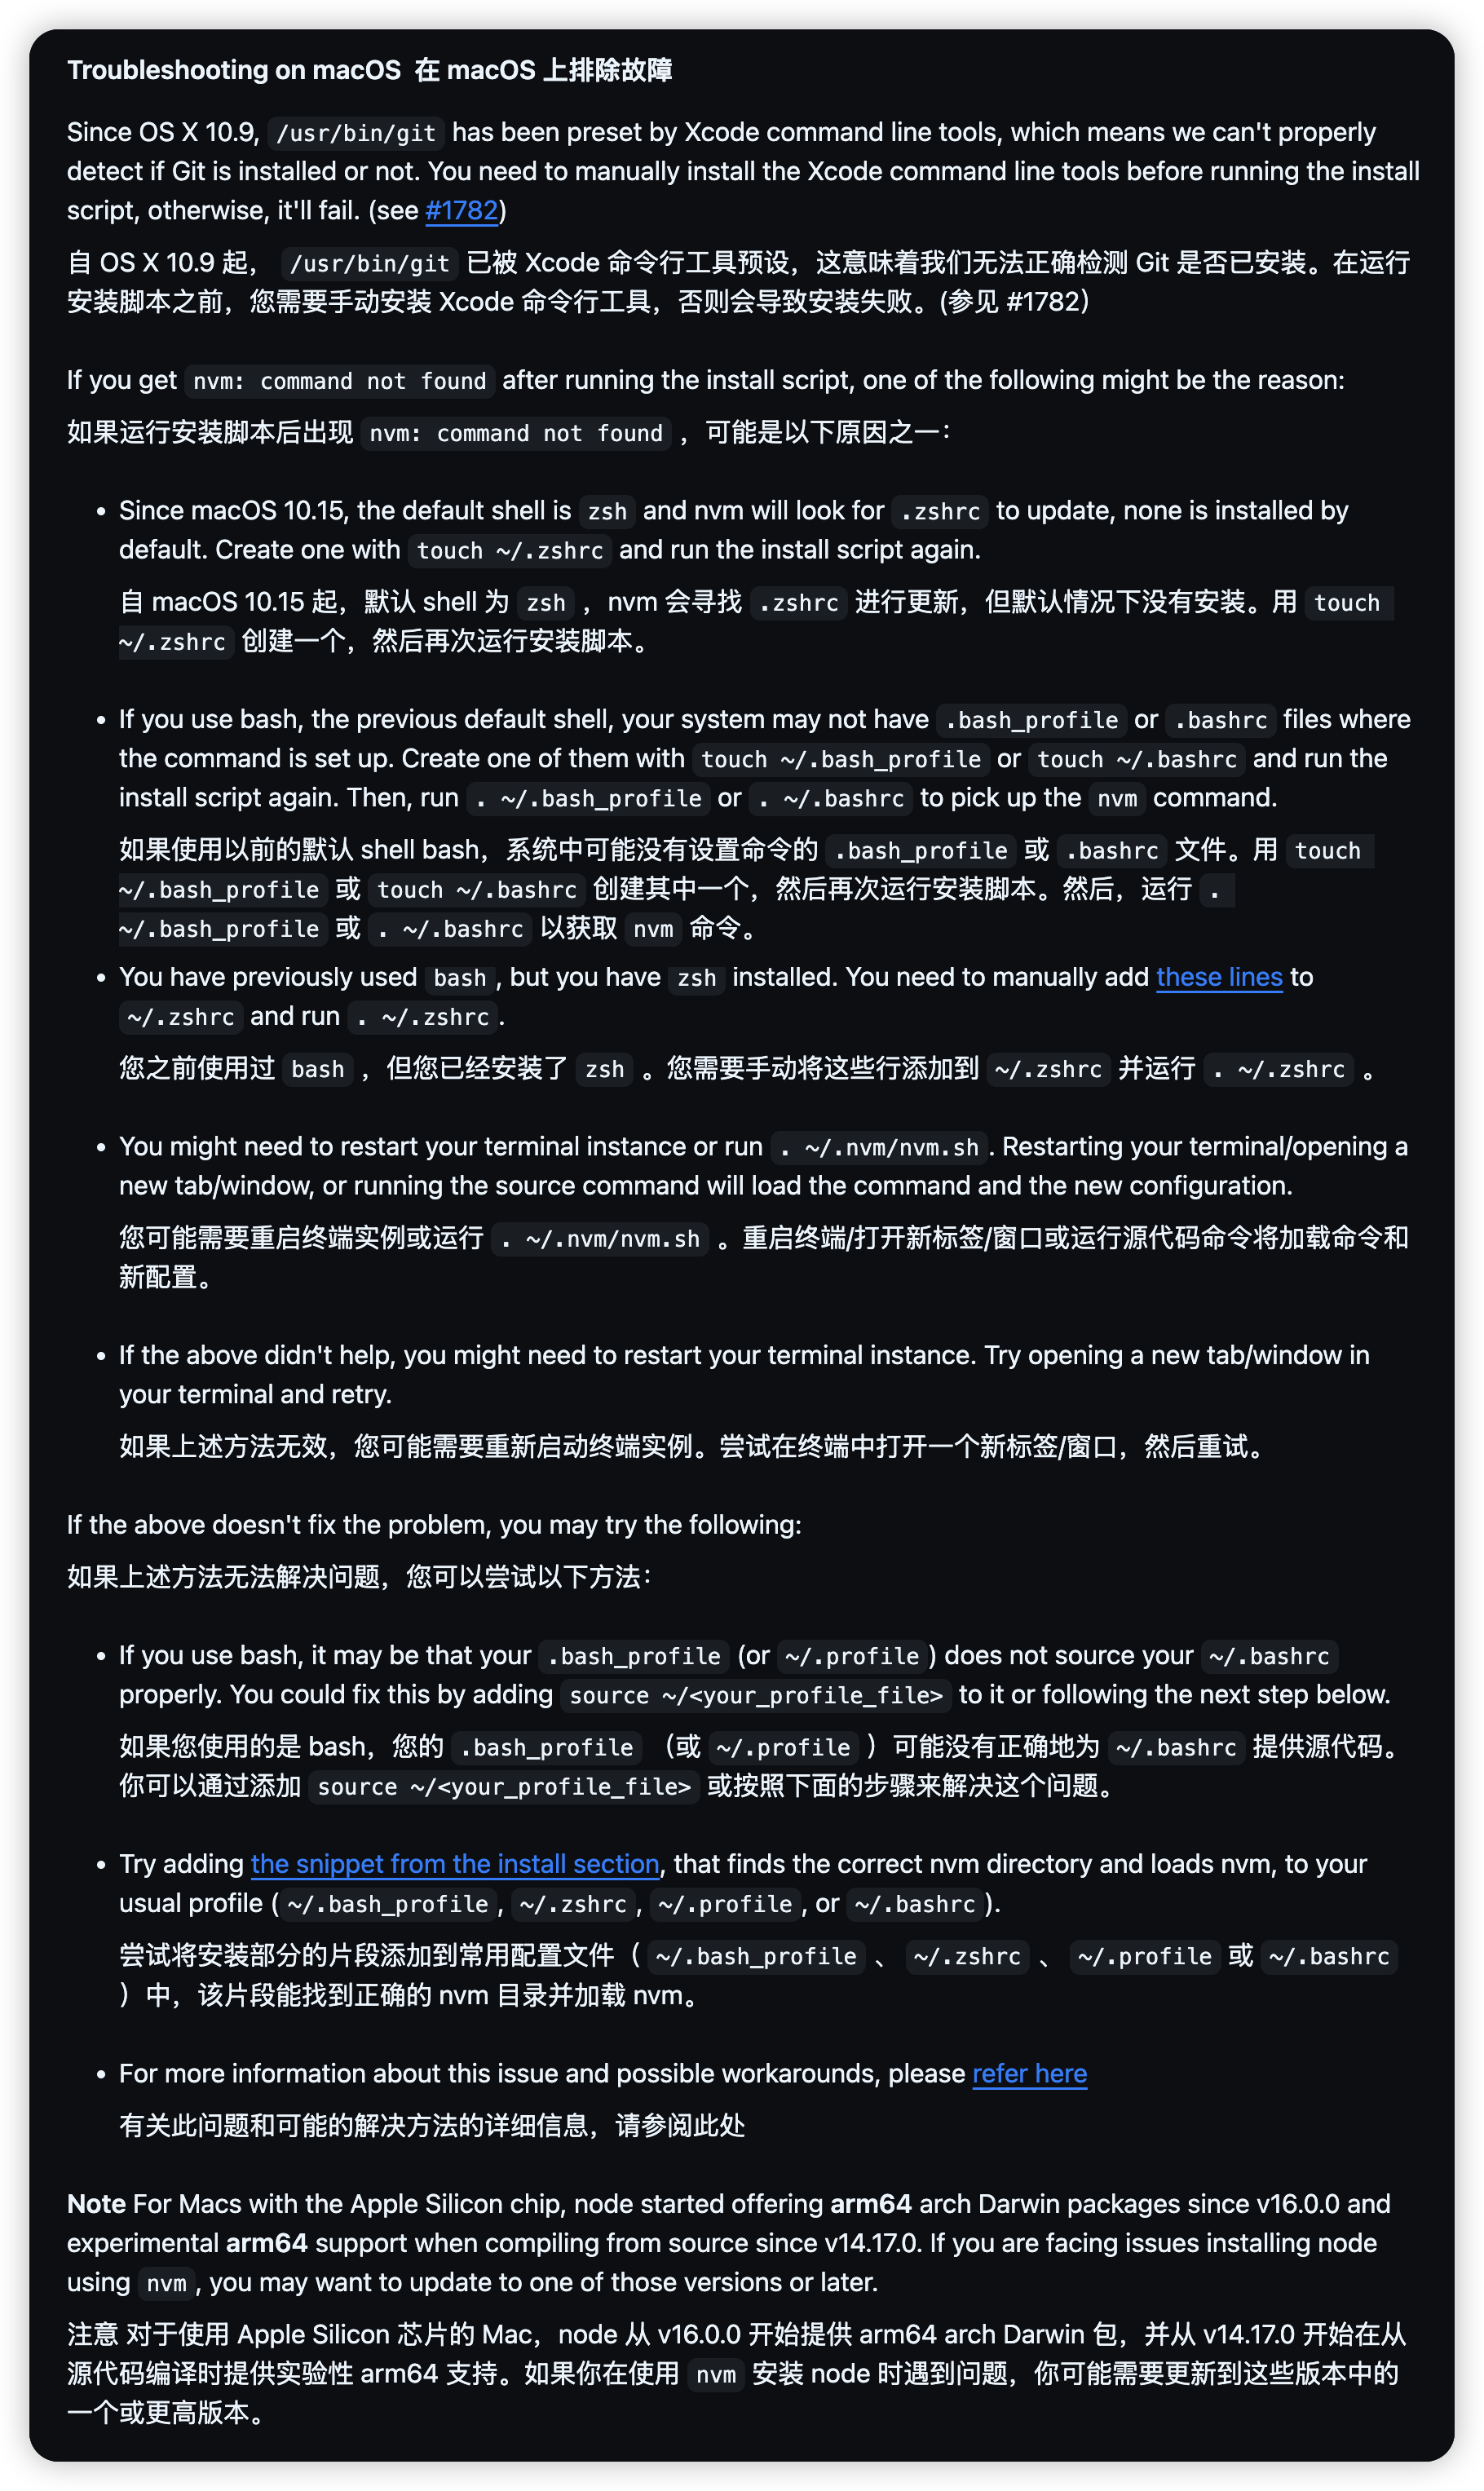 Troubleshooting on macOS 在 macOS 上排除故障
Since OS X 10.9, /usr/bin/git has been preset by Xcode command line tools, which means we can't properly
detect if Git is installed or not. You need to manually install the Xcode command line tools before running the install
script, otherwise, it'll fail. (see #1782)
自 OS X 10.9 起， /usr/bin/git 已被 Xcode 命令行工具预设，这意味着我们无法正确检测 Git 是否已安装。在运行
安装脚本之前，您需要手动安装 Xcode 命令行工具，否则会导致安装失败。(参见 #1782）
If you get nvm: command not found after running the install script, one of the following might be the reason:
如果运行安装脚本后出现 nvm: command not found ，可能是以下原因之一：
• Since macOS 10.15, the default shell is zsh and nvm will look for .zshrc to update, none is installed by
default. Create one with touch ~/.zshrc and run the install script again.
自 macOS 10.15 起，默认 shell 为 zsh ，nvm 会寻找 .zshrc 进行更新，但默认情况下没有安装。用 touch
~/.zshrc 创建一个，然后再次运行安装脚本。
• If you use bash, the previous default shell, your system may not have .bash_profile or .bashrc files where
the command is set up. Create one of them with touch ~/.bash_profile or touch ~/.bashrc and run the
install script again. Then, run . ~/.bash_profile or . ~/.bashrc to pick up the nvm command.
如果使用以前的默认 shell bash，系统中可能没有设置命令的 .bash_profile 或 .bashrc 文件。用 touch
~/.bash_profile 或 touch ~/.bashrc 创建其中一个，然后再次运行安装脚本。然后，运行 .
~/.bash_profile 或 . ~/.bashrc 以获取 nvm 命令。
• You have previously used bash, but you have zsh installed. You need to manually add these lines to
~/.zshrc and run . ~/.zshrc.
您之前使用过 bash ，但您已经安装了 zsh 。您需要手动将这些行添加到 ~/.zshrc 并运行 . ~/.zshrc 。
• You might need to restart your terminal instance or run . ~/.nvm/nvm.sh. Restarting your terminal/opening a
new tab/window, or running the source command will load the command and the new configuration.
您可能需要重启终端实例或运行 . ~/.nvm/nvm.sh 。重启终端/打开新标签/窗口或运行源代码命令将加载命令和
新配置。
• If the above didn't help, you might need to restart your terminal instance. Try opening a new tab/window in
your terminal and retry.
如果上述方法无效，您可能需要重新启动终端实例。尝试在终端中打开一个新标签/窗口，然后重试。
If the above doesn't fix the problem, you may try the following:
如果上述方法无法解决问题，您可以尝试以下方法：
• If you use bash, it may be that your .bash_profile (or ~/.profile) does not source your ~/.bashrc
properly. You could fix this by adding source ~/<your_profile_file> to it or following the next step below.
如果您使用的是 bash，您的 .bash_profile （或 ~/.profile ）可能没有正确地为 ~/.bashrc 提供源代码。
你可以通过添加 source ~/<your_profile_file> 或按照下面的步骤来解决这个问题。
• Try adding the snippet from the install section, that finds the correct nvm directory and loads nvm, to your
usual profile (~/.bash_profile, ~/.zshrc, ~/.profile, or ~/.bashrc).
尝试将安装部分的片段添加到常用配置文件（ ~/.bash_profile 、 ~/.zshrc 、 ~/.profile 或 ~/.bashrc
）中，该片段能找到正确的 nvm 目录并加载 nvm。
• For more information about this issue and possible workarounds, please refer here
有关此问题和可能的解决方法的详细信息，请参阅此处
Note For Macs with the Apple Silicon chip, node started offering arm64 arch Darwin packages since v16.0.0 and
experimental arm64 support when compiling from source since v14.17.0. If you are facing issues installing node
using nvm, you may want to update to one of those versions or later.
注意 对于使用 Apple Silicon 芯片的 Mac，node 从 v16.0.0 开始提供 arm64 arch Darwin 包，并从 v14.17.0 开始在从
源代码编译时提供实验性 arm64 支持。如果你在使用 nvm 安装 node 时遇到问题，你可能需要更新到这些版本中的
一个或更高版本。